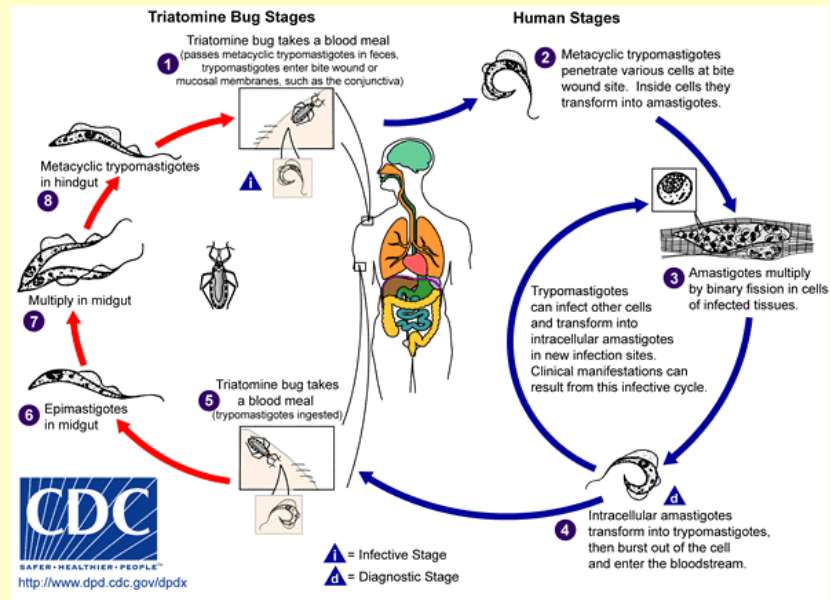 Triatomine Bug Stages
Human Stages
1
Triatomine bug takes a blood meal
(passes metacyclic trypomastigotes in feces,
trypomastigotes enter bite wound or
mucosal membranes, such as the conjunctiva)
i
2
Metacyclic trypomastigotes
penetrate various cells at bite
wound site. Inside cells they
transform into amastigotes.
3
Amastigotes multiply
by binary fission in cells
of infected tissues.
Trypomastigotes
can infect other cells
and transform into
intracellular amastigotes
in new infection sites.
Clinical manifestations can
result from this infective cycle.
d
4
Intracellular amastigotes
transform into trypomastigotes,
then burst out of the cell
and enter the bloodstream.
5
Triatomine bug takes
a blood meal
(trypomastigotes ingested)
6
Epimastigotes
in midgut
Multiply in midgut
7
Metacyclic trypomastigotes
in hindgut
8
i = Infective Stage
d = Diagnostic Stage
CDC
SAFER·HEALTHIER·PEOPLE™
http://www.dpd.cdc.gov/dpdx